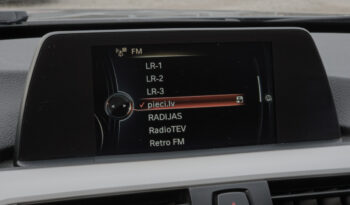 FM
LR-1
LR-2
LR-3
✓ pieci.lv
RADIJAS
RadioTEV
Retro FM